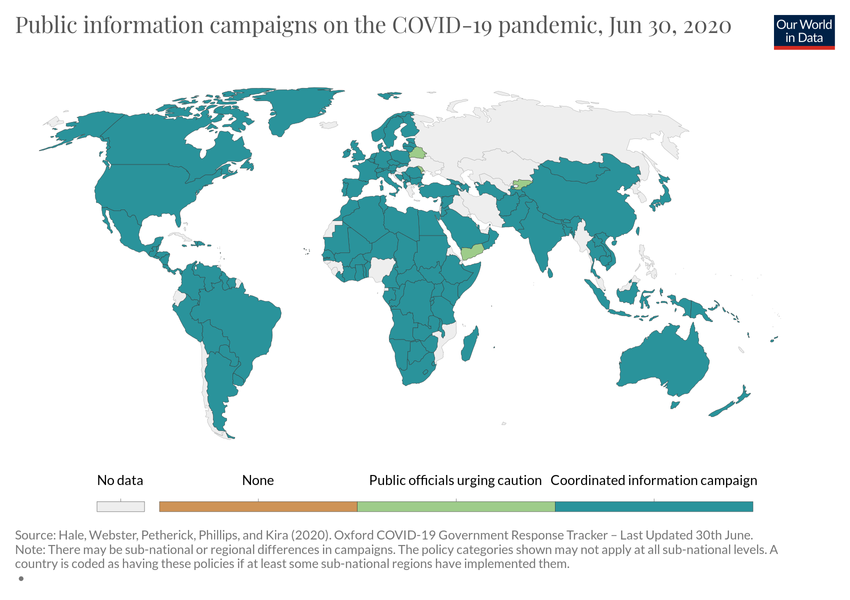 Public information campaigns on the COVID-19 pandemic, Jun 30, 2020
Our World
in Data
No data
None
Public officials urging caution
Coordinated information campaign
Source: Hale, Webster, Petherick, Phillips, and Kira (2020). Oxford COVID-19 Government Response Tracker – Last Updated 30th June.
Note: There may be sub-national or regional differences in campaigns. The policy categories shown may not apply at all sub-national levels. A
country is coded as having these policies if at least some sub-national regions have implemented them.
•